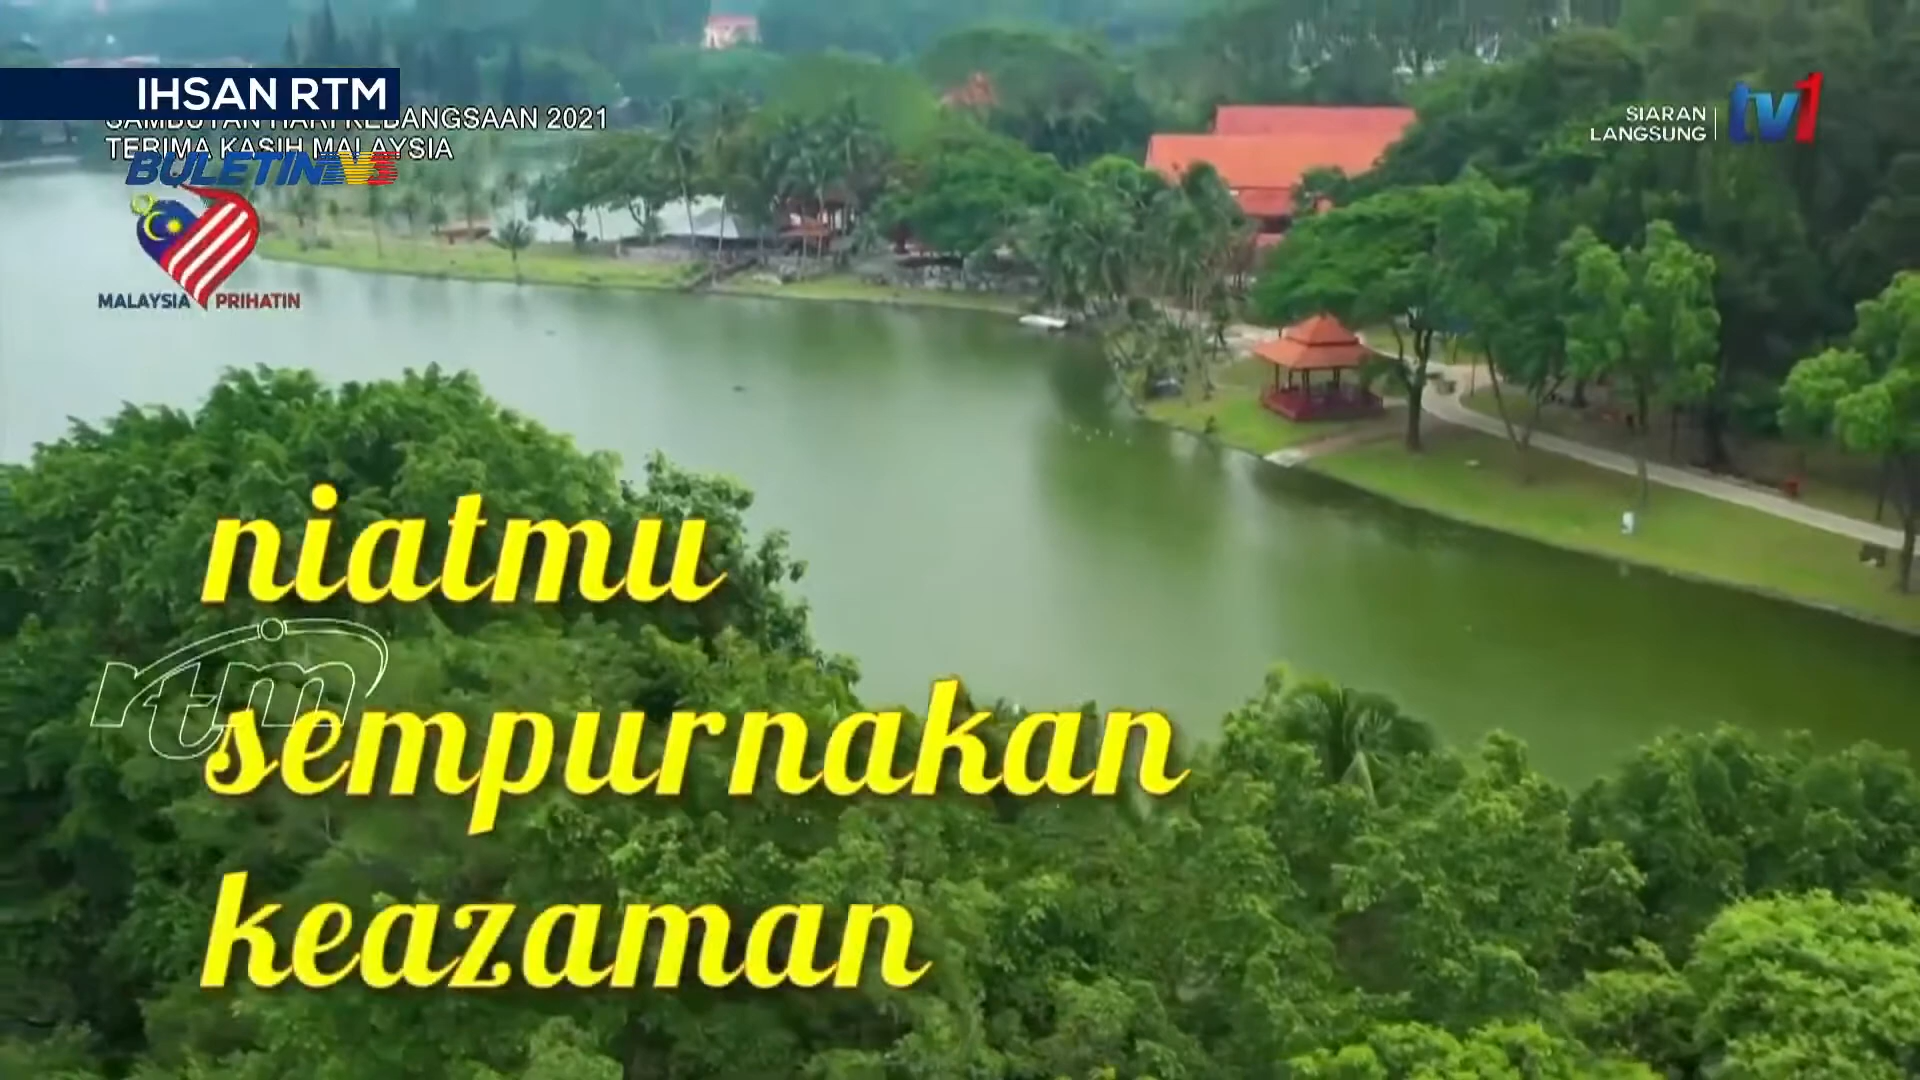 IHSAN RTM
SAMBUTAN HARI KEBANGSAAN 2021
TERIMA KASIH MALAYSIA
BULETIN TV3
MALAYSIA PRIHATIN
SIARAN
LANGSUNG
tv1
niatmu
rtm
sempurnakan
keazaman